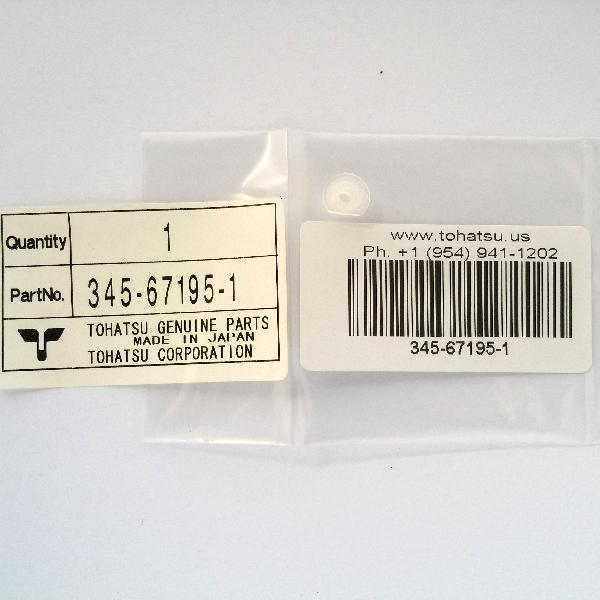 Quantity 1
PartNo. 345-67195-1
TOHATSU GENUINE PARTS
MADE IN JAPAN
TOHATSU CORPORATION
www.tohatsu.us
Ph. +1 (954) 941-1202
345-67195-1